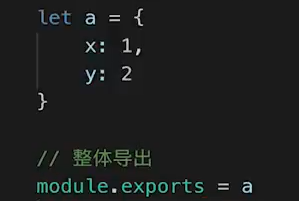 let a = {
    x: 1,
    y: 2
}
// 整体导出
module.exports = a